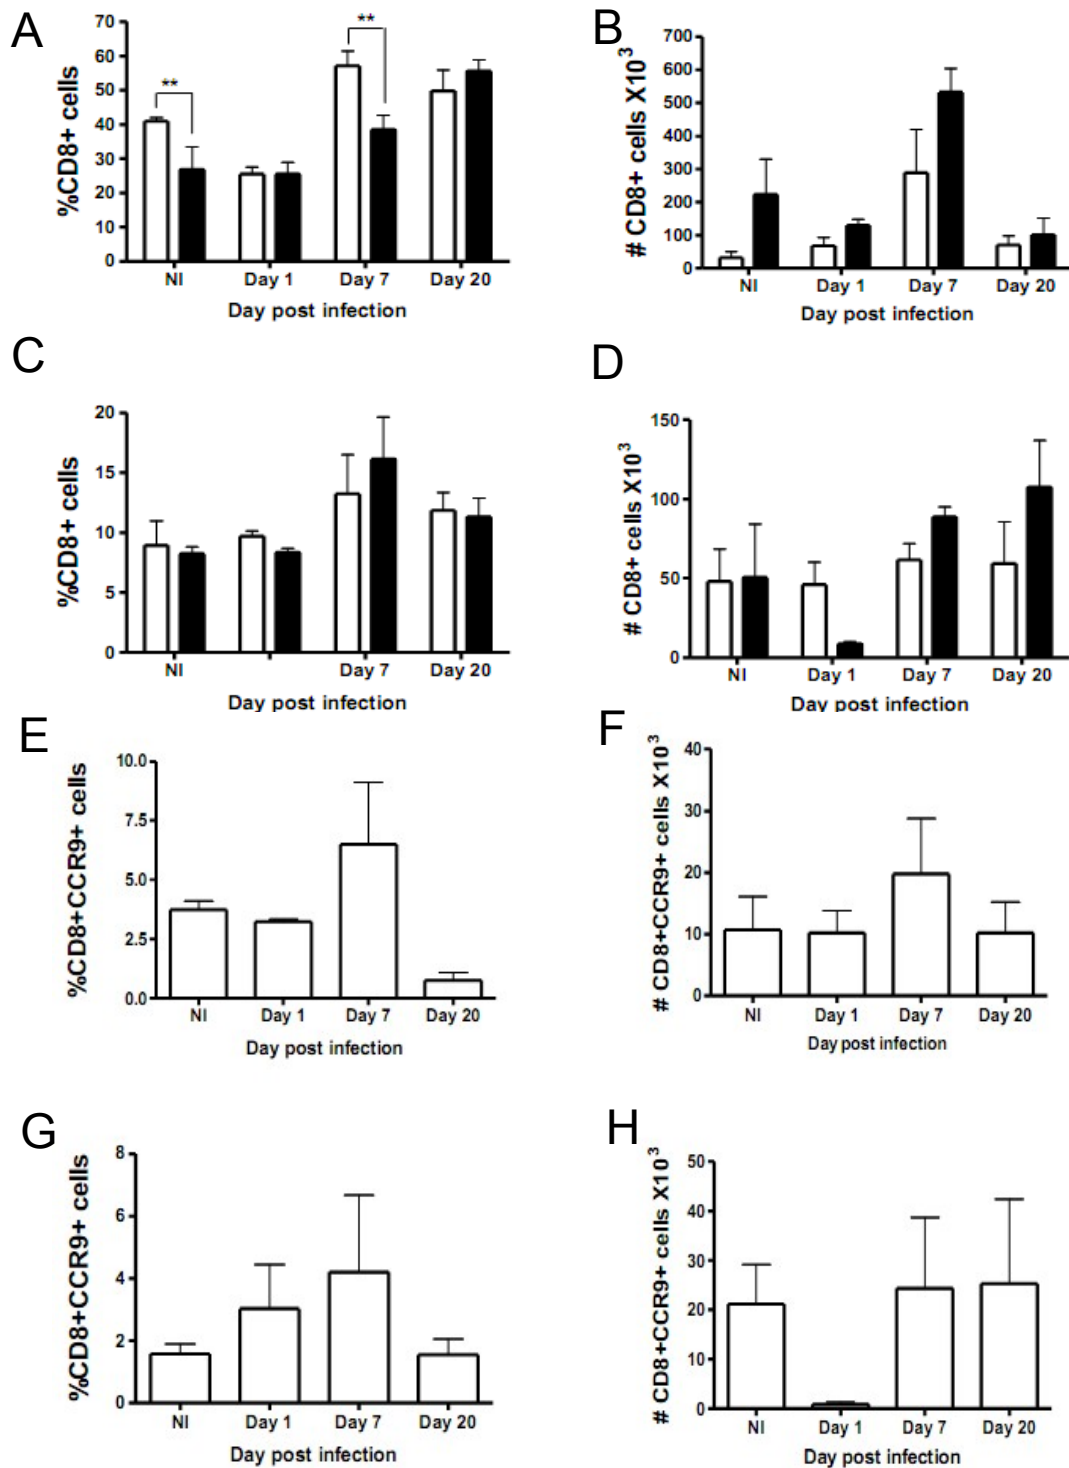 A
%CD8+ cells
70
60
50
40
30
20
10
0
**
**
NI Day 1 Day 7 Day 20
Day post infection
B
# CD8+ cells X10³
700
600
500
400
300
200
100
0
NI Day 1 Day 7 Day 20
Day post infection
C
%CD8+ cells
20
15
10
5
0
NI Day 7 Day 20
Day post infection
D
# CD8+ cells X10³
150
100
50
0
NI Day 1 Day 7 Day 20
Day post infection
E
%CD8+CCR9+ cells
10.0
7.5
5.0
2.5
0.0
NI Day 1 Day 7 Day 20
Day post infection
F
# CD8+CCR9+ cells X10³
40
30
20
10
0
NI Day 1 Day 7 Day 20
Day post infection
G
%CD8+CCR9+ cells
8
6
4
2
0
NI Day 1 Day 7 Day 20
Day post infection
H
# CD8+CCR9+ cells X10³
50
40
30
20
10
0
NI Day 1 Day 7 Day 20
Day post infection